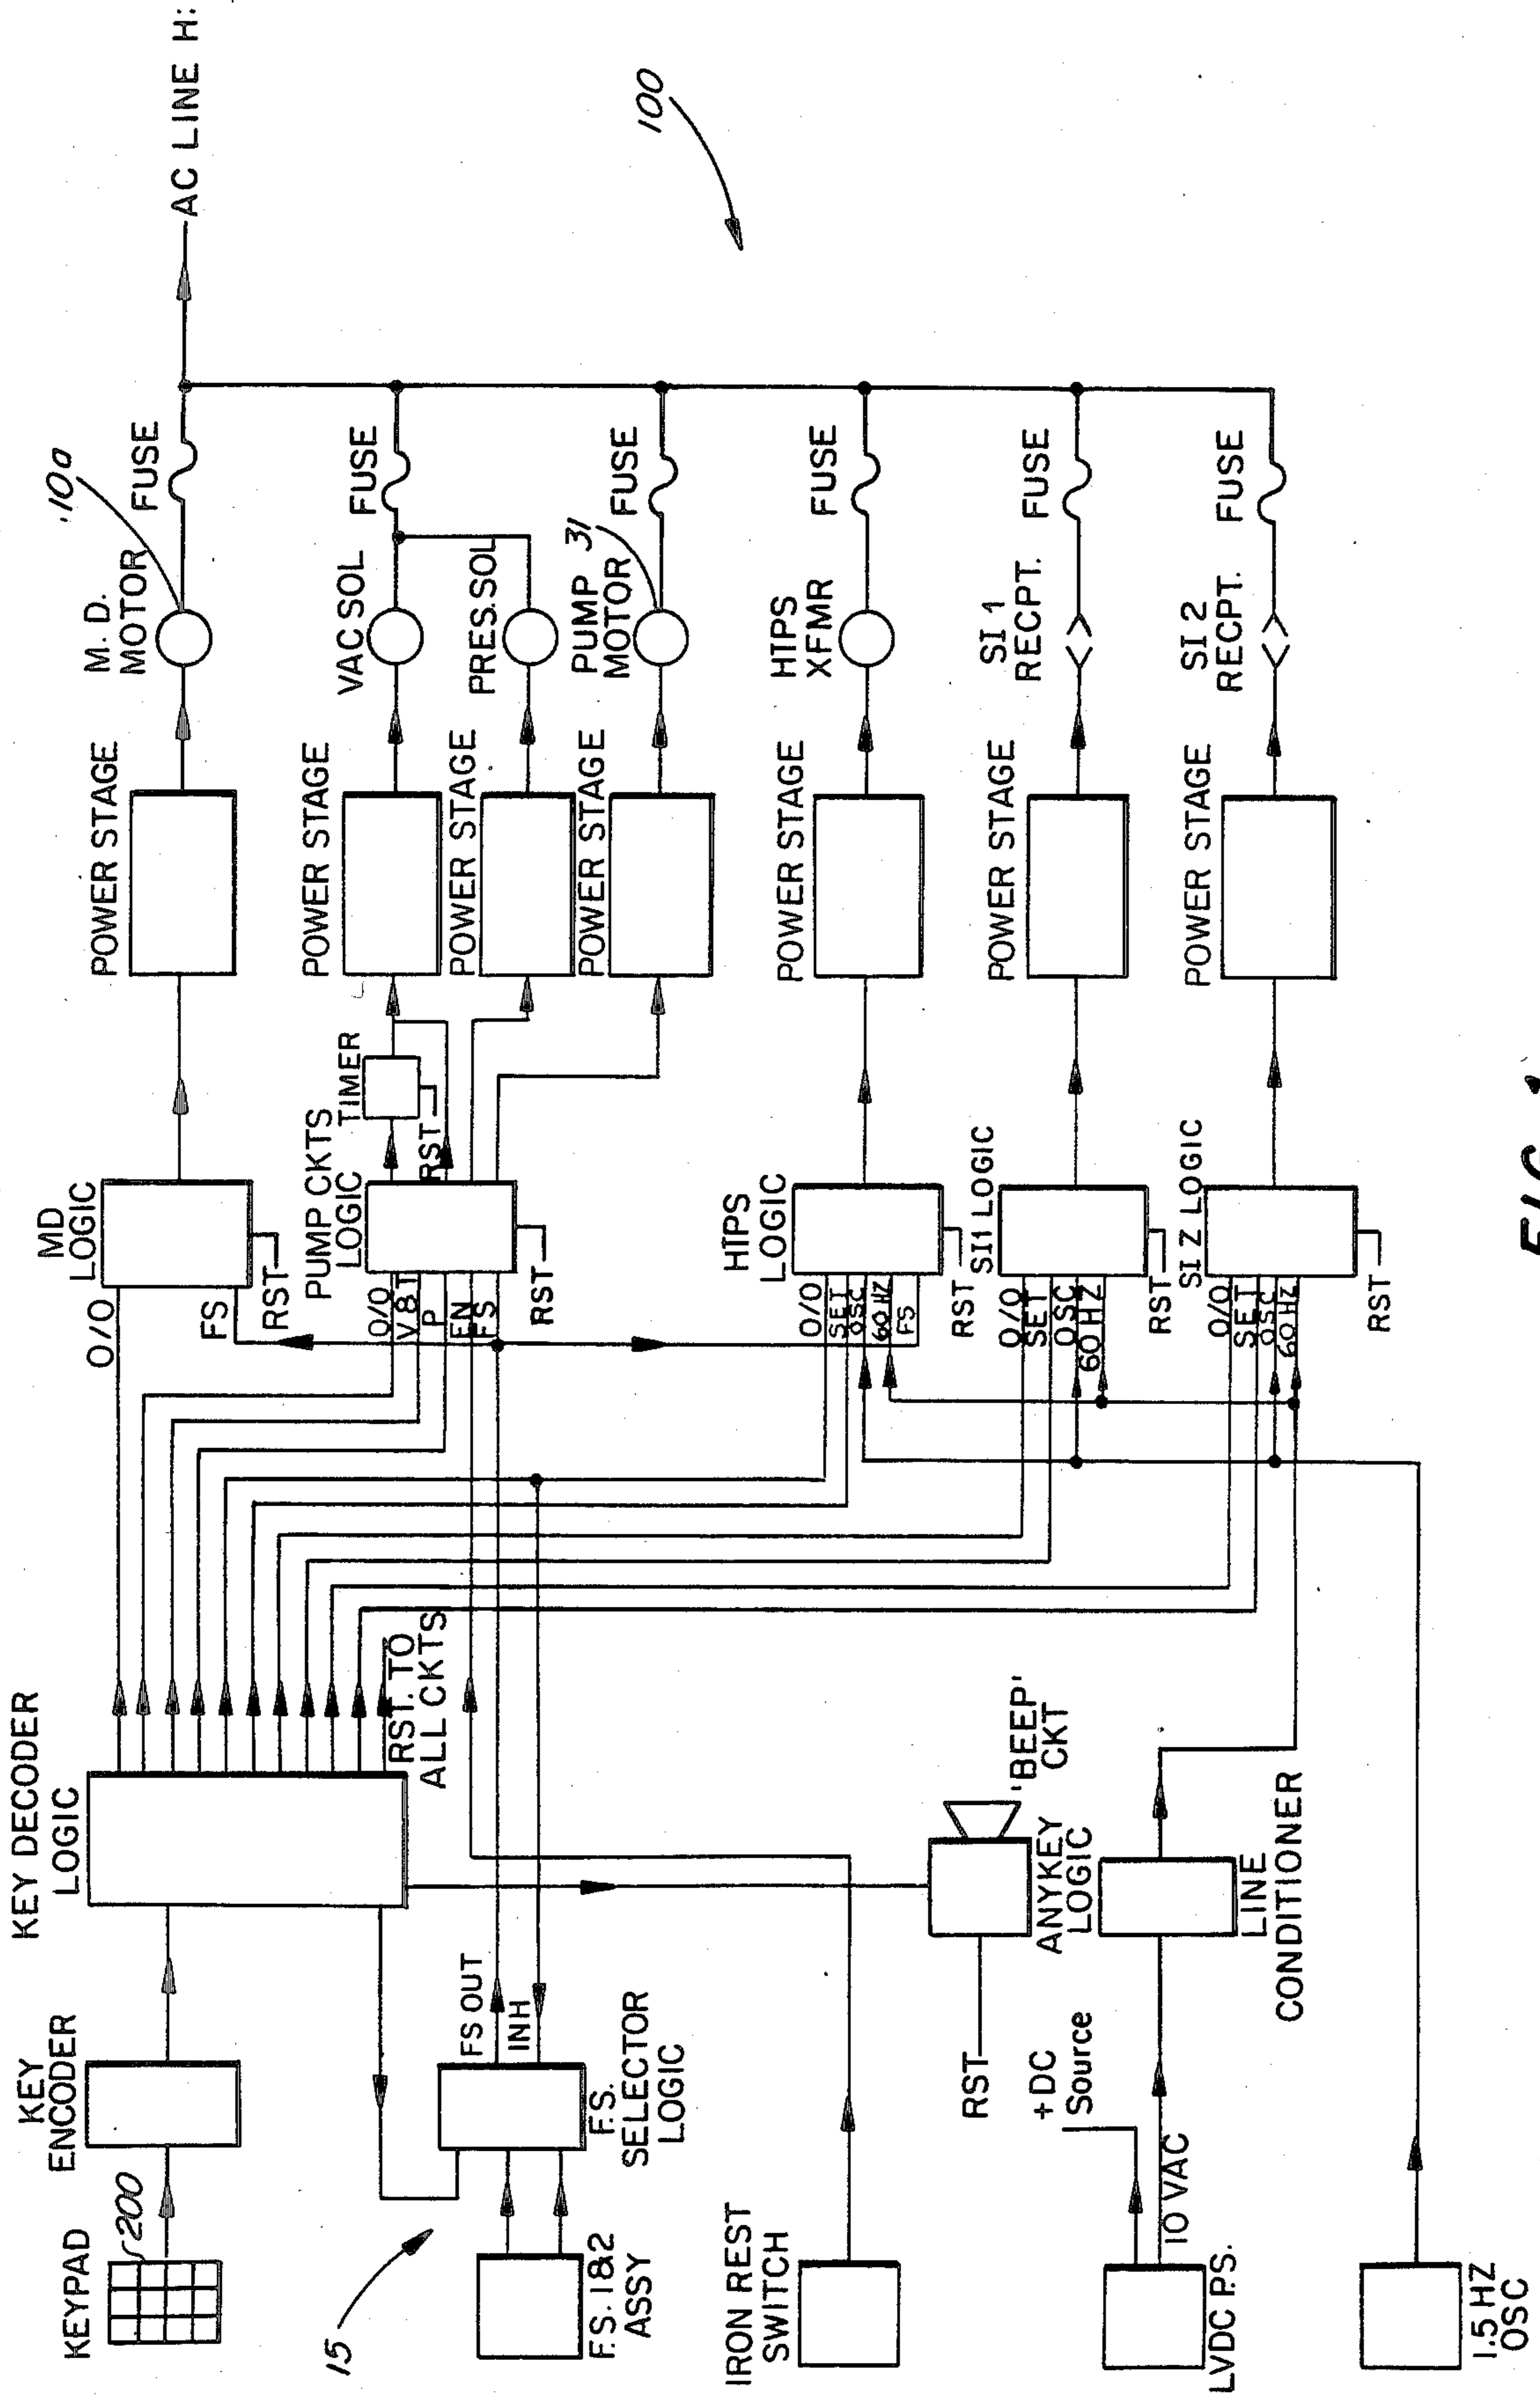 KEYPAD
200
KEY
ENCODER
KEY DECODER
LOGIC
RST. TO
ALL CKTS
O/O
FS
MD
LOGIC
RST
POWER STAGE
M. D.
MOTOR
10a
FUSE
AC LINE H:
15
F.S. 1&2
ASSY
F.S.
SELECTOR
LOGIC
FS OUT
INH
O/O
V&T
P
EN
FS
PUMP CKTS
LOGIC
RST
TIMER
RST
POWER STAGE
VAC SOL
FUSE
POWER STAGE
PRES. SOL
POWER STAGE
PUMP
MOTOR
31
FUSE
100
IRON REST
SWITCH
O/O
SET
OSC
60 HZ
FS
HTPS
LOGIC
RST
POWER STAGE
HTPS
XFMR
FUSE
RST
ANYKEY
LOGIC
'BEEP'
CKT
O/O
SET
OSC
60 HZ
SI1 LOGIC
RST
POWER STAGE
SI 1
RECPT.
FUSE
LVDC P.S.
+DC
Source
10 VAC
LINE
CONDITIONER
O/O
SET
OSC
60 HZ
SI Z LOGIC
RST
POWER STAGE
SI 2
RECPT.
FUSE
1.5 HZ
OSC